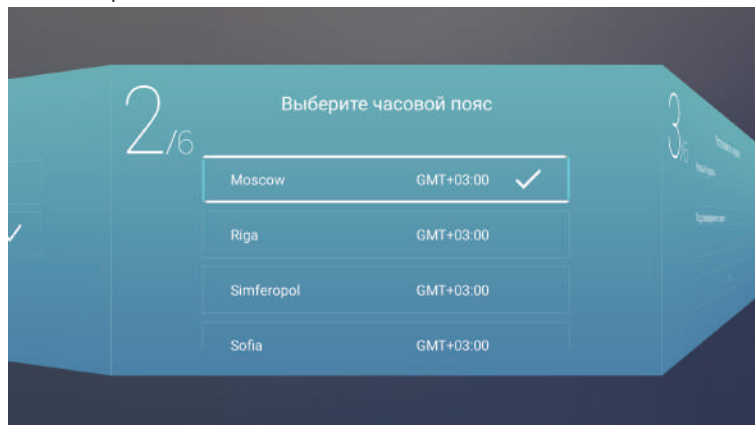 2/6
Выберите часовой пояс
Moscow GMT+03:00
Riga GMT+03:00
Simferopol GMT+03:00
Sofia GMT+03:00
3/5